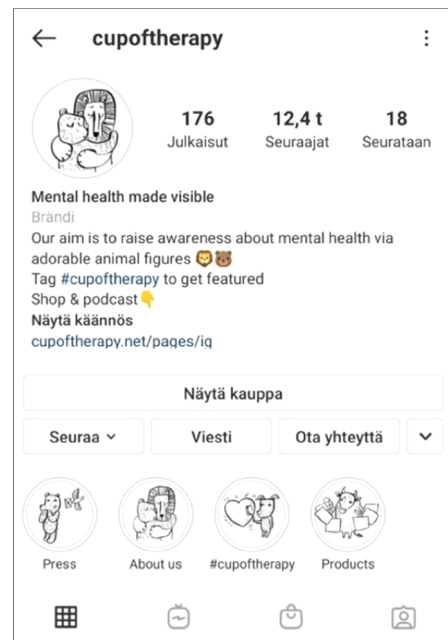 cupoftherapy
176 12,4 t 18
Julkaisut Seuraajat Seurataan
Mental health made visible
Brändi
Our aim is to raise awareness about mental health via
adorable animal figures 🦁🐻
Tag #cupoftherapy to get featured
Shop & podcast👇
Näytä käännös
cupoftherapy.net/pages/ig
Näytä kauppa
Seuraa Viesti Ota yhteyttä
Press About us #cupoftherapy Products